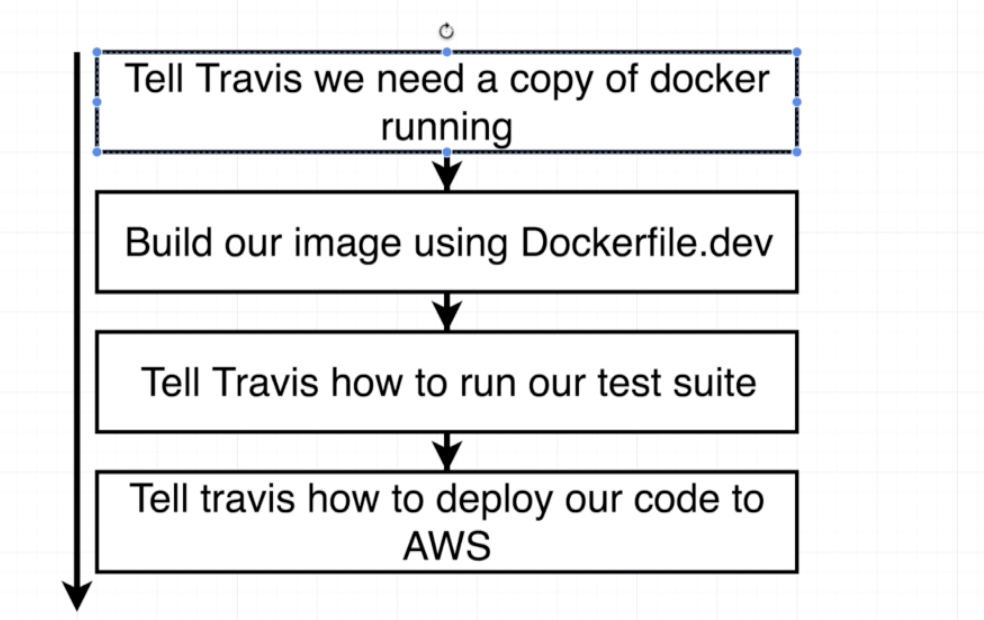 Tell Travis we need a copy of docker
running
Build our image using Dockerfile.dev
Tell Travis how to run our test suite
Tell travis how to deploy our code to
AWS